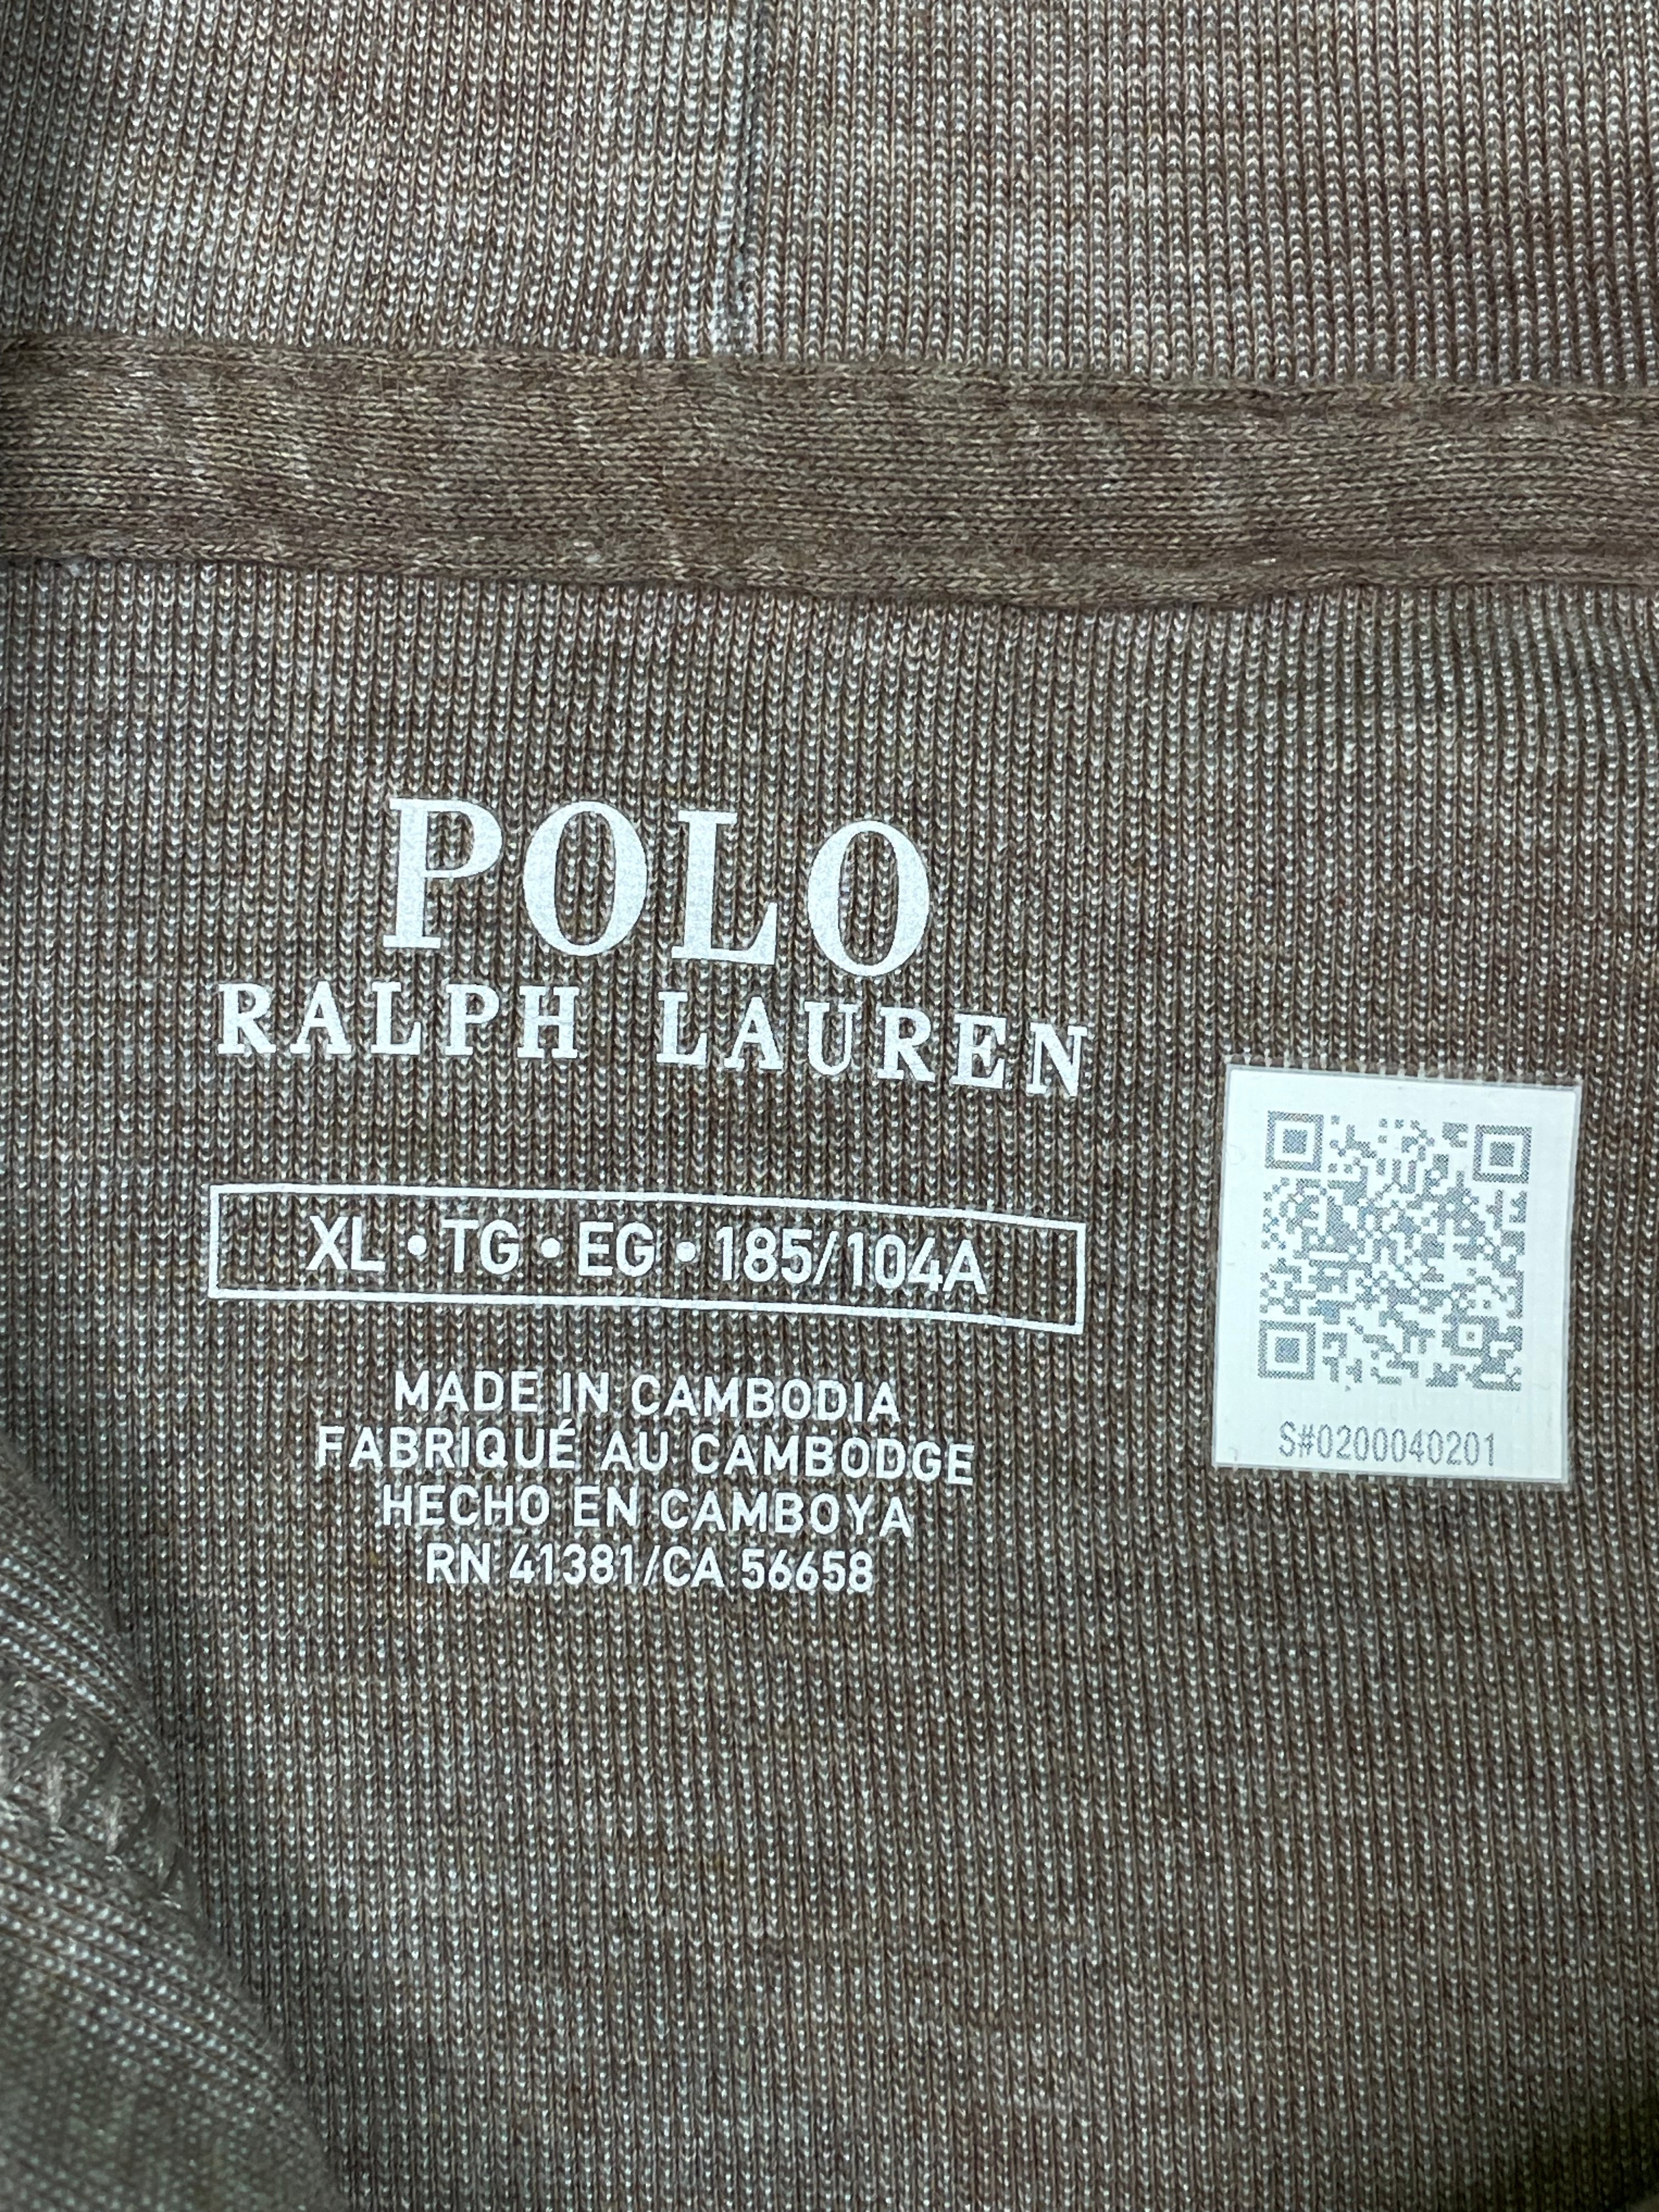 POLO
RALPH LAUREN
XL • TG • EG • 185/104A
MADE IN CAMBODIA
FABRIQUÉ AU CAMBODGE
HECHO EN CAMBOYA
RN 41381/CA 56658
S#0200040201